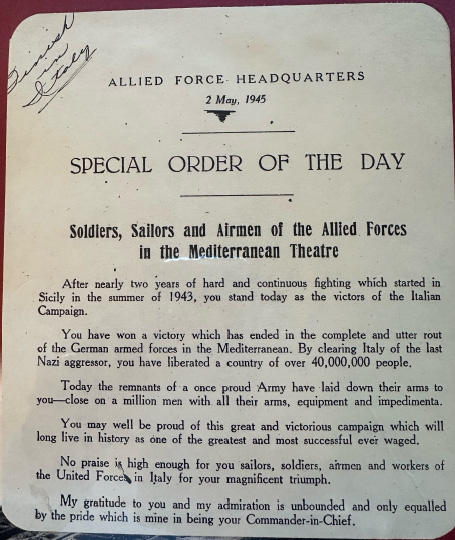 Finish
in
Italy
ALLIED FORCE HEADQUARTERS
2 May, 1945
SPECIAL ORDER OF THE DAY
Soldiers, Sailors and Airmen of the Allied Forces
in the Mediterranean Theatre
After nearly two years of hard and continuous fighting which started in
Sicily in the summer of 1943, you stand today as the victors of the Italian
Campaign.
You have won a victory which has ended in the complete and utter rout
of the German armed forces in the Mediterranean. By clearing Italy of the last
Nazi aggressor, you have liberated a country of over 40,000,000 people.
Today the remnants of a once proud Army have laid down their arms to
you—close on a million men with all their arms, equipment and impedimenta.
You may well be proud of this great and victorious campaign which will
long live in history as one of the greatest and most successful ever waged.
No praise is high enough for you sailors, soldiers, airmen and workers of
the United Forces in Italy for your magnificent triumph.
My gratitude to you and my admiration is unbounded and only equalled
by the pride which is mine in being your Commander-in-Chief.